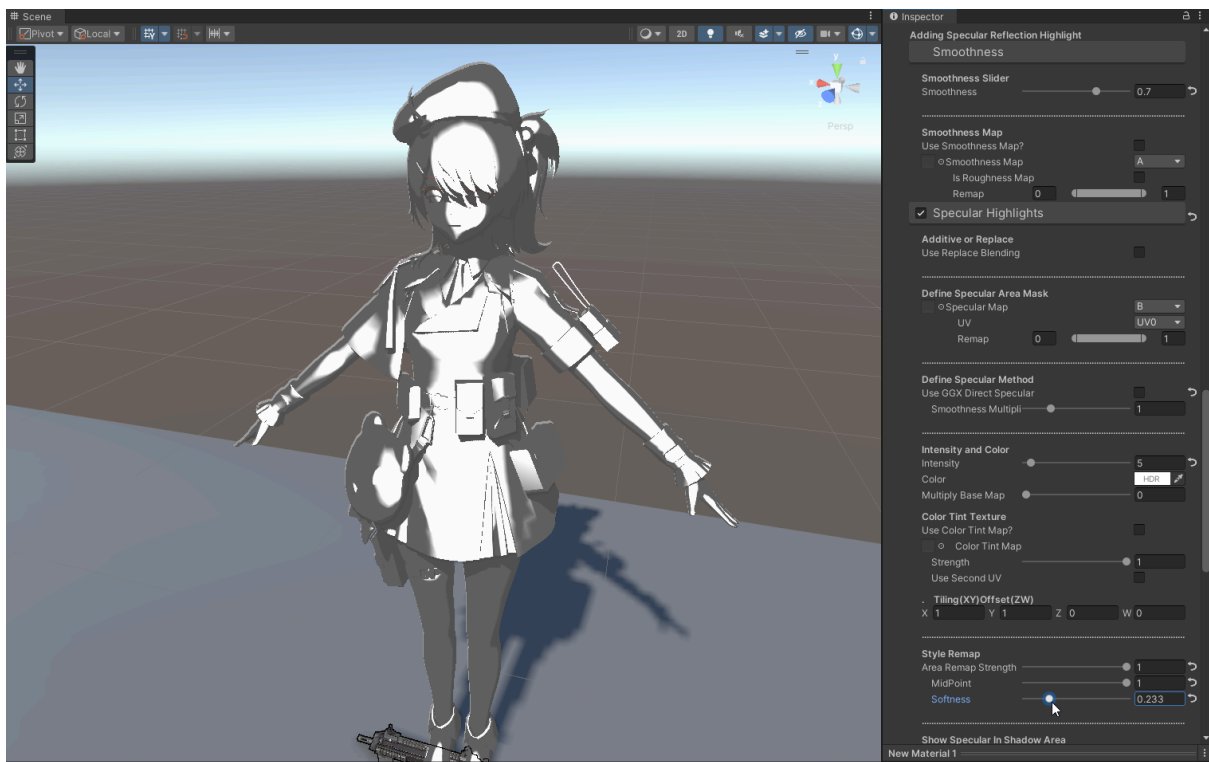 Scene
Inspector
Pivot
Local
2D
y
x
Persp
Adding Specular Reflection Highlight
Smoothness
Smoothness Slider
Smoothness 0.7
Smoothness Map
Use Smoothness Map?
Smoothness Map A
Is Roughness Map
Remap 0 1
Specular Highlights
Additive or Replace
Use Replace Blending
Define Specular Area Mask
Specular Map B
UV UV0
Remap 0 1
Define Specular Method
Use GGX Direct Specular
Smoothness Multipli 1
Intensity and Color
Intensity 5
Color HDR
Multiply Base Map 0
Color Tint Texture
Use Color Tint Map?
Color Tint Map
Strength 1
Use Second UV
. Tiling(XY)Offset(ZW)
X 1 Y 1 Z 0 W 0
Style Remap
Area Remap Strength 1
MidPoint 1
Softness 0.233
Show Specular In Shadow Area
New Material 1